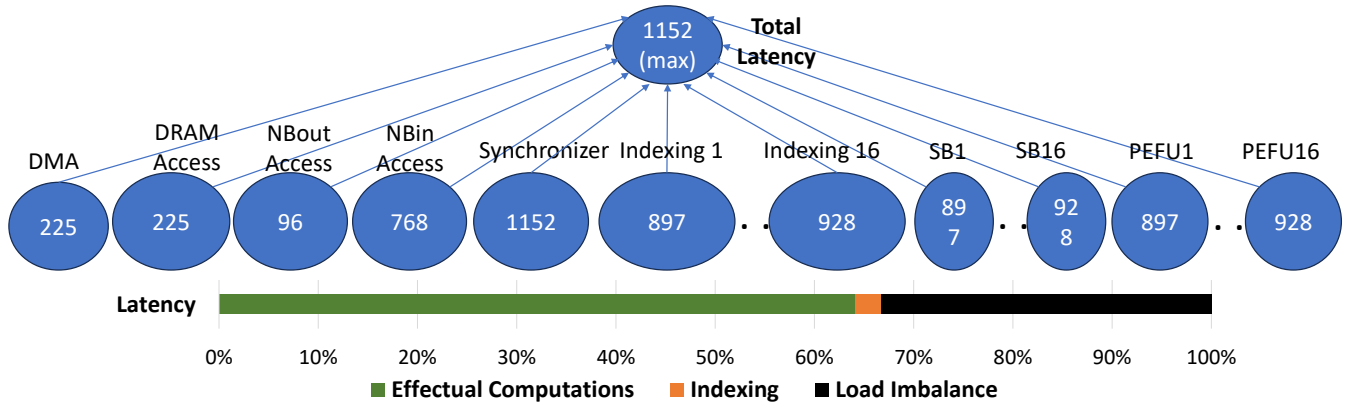 1152
(max)
Total
Latency
DMA
DRAM
Access
NBout
Access
NBin
Access
Synchronizer
Indexing 1
Indexing 16
SB1
SB16
PEFU1
PEFU16
225
225
96
768
1152
897
. .
928
89
7
. .
92
8
897
. .
928
Latency
0%
10%
20%
30%
40%
50%
60%
70%
80%
90%
100%
Effectual Computations
Indexing
Load Imbalance